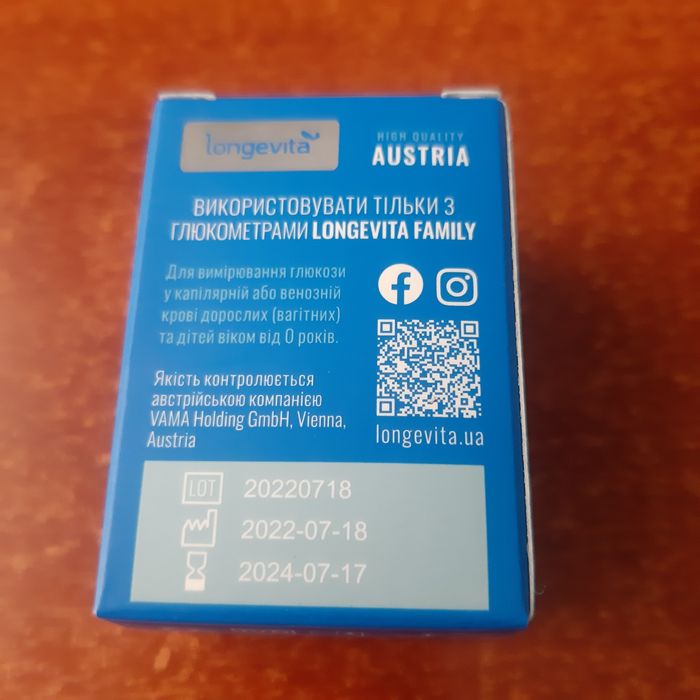 longevita
HIGH QUALITY
AUSTRIA
ВИКОРИСТОВУВАТИ ТІЛЬКИ З
ГЛЮКОМЕТРАМИ LONGEVITA FAMILY
Для вимірювання глюкози
у капілярній або венозній
крові дорослих (вагітних)
та дітей віком від 0 років.
Якість контролюється
австрійською компанією
VAMA Holding GmbH, Vienna,
Austria
longevita.ua
LOT 20220718
2022-07-18
2024-07-17